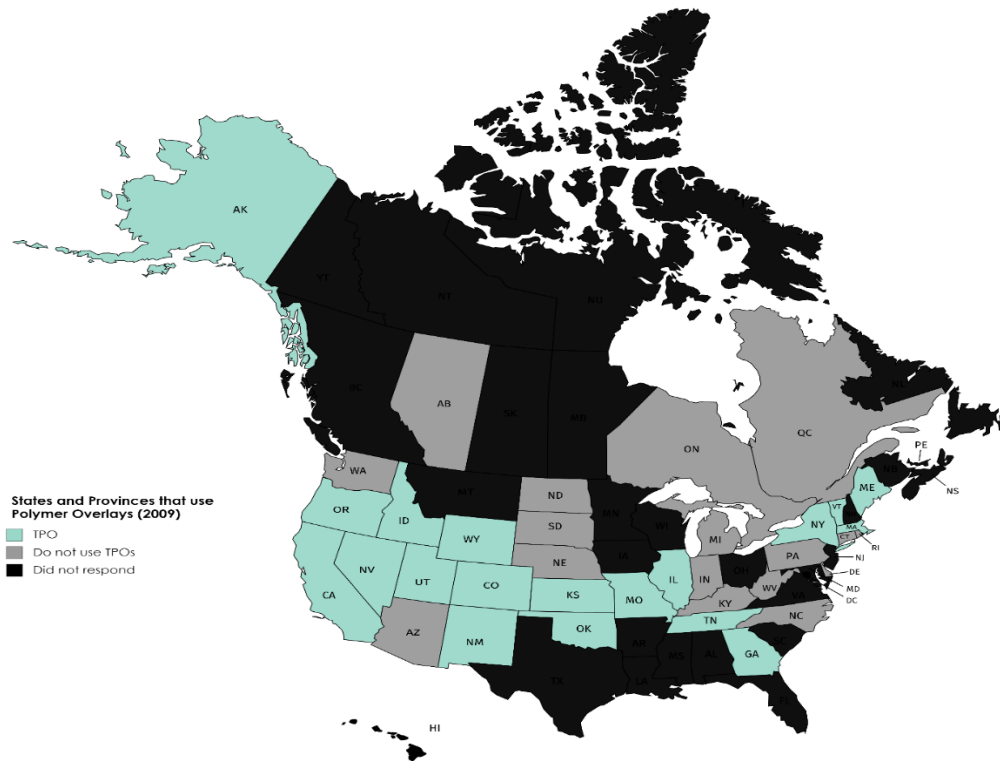 AK
YT
NT
NU
BC
AB
SK
MB
ON
QC
NL
PE
NB
NS
WA
MT
ND
MN
ME
OR
ID
WY
SD
WI
MI
NY
VT
MA
CT
RI
States and Provinces that use
Polymer Overlays (2009)
TPO
Do not use TPOs
Did not respond
NV
UT
CO
NE
IA
IL
IN
OH
PA
NJ
DE
MD
DC
CA
KS
MO
KY
WV
VA
AZ
NM
OK
AR
TN
NC
SC
TX
LA
MS
AL
GA
FL
HI